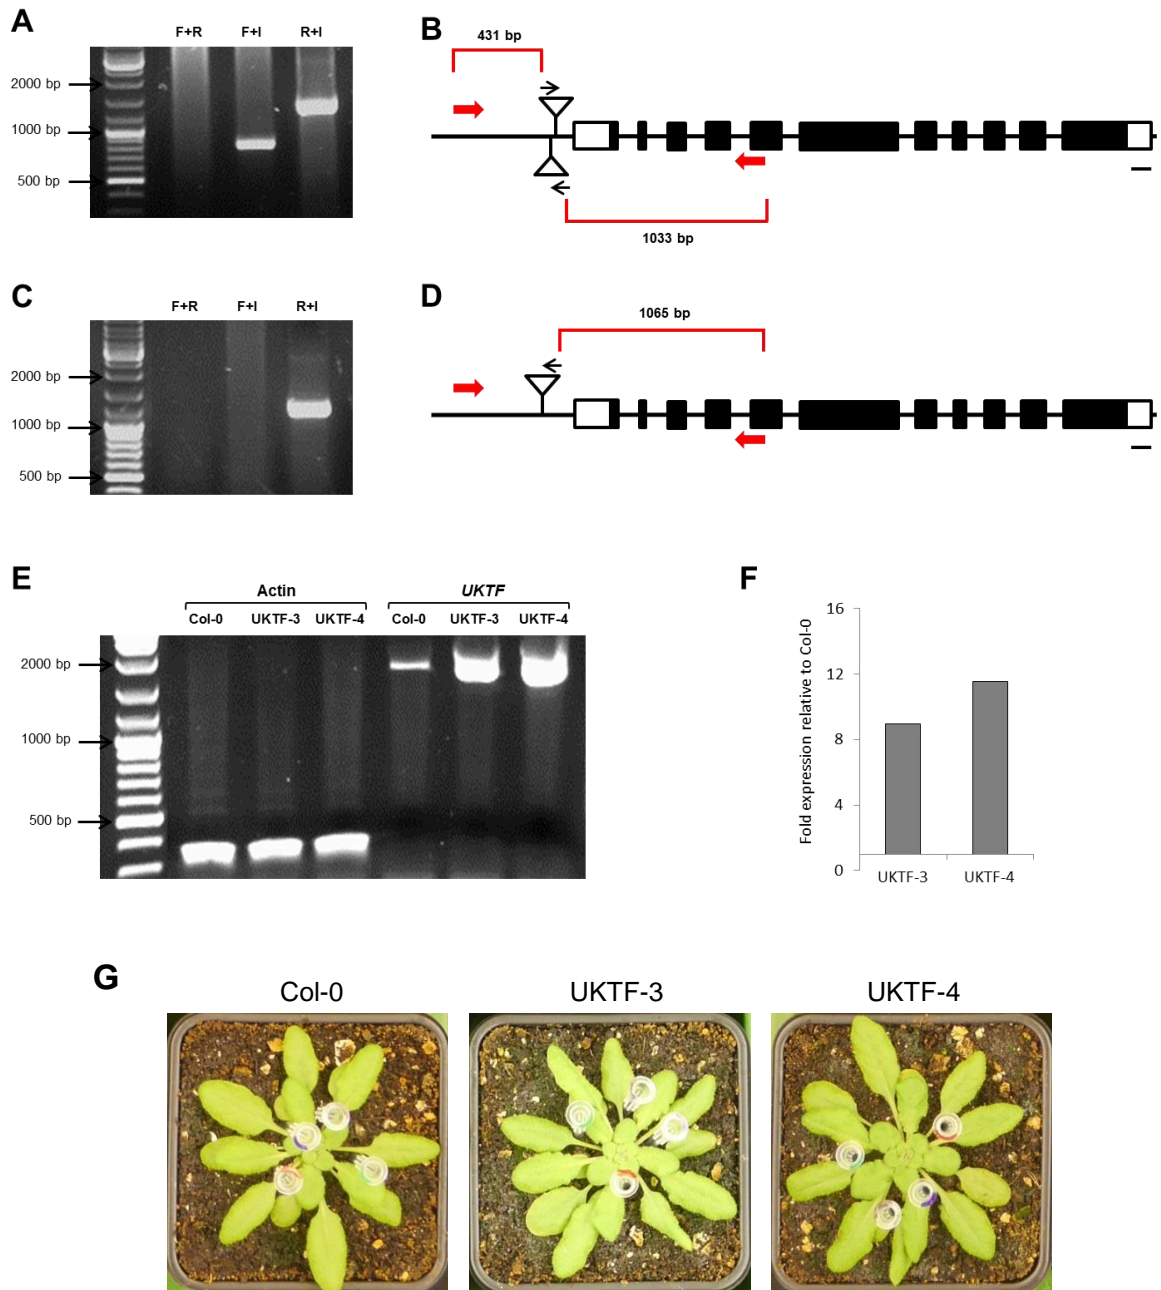 A
F+R F+I R+I
2000 bp
1000 bp
500 bp
B
431 bp
1033 bp
C
F+R F+I R+I
2000 bp
1000 bp
500 bp
D
1065 bp
E
Actin UKTF
Col-0 UKTF-3 UKTF-4 Col-0 UKTF-3 UKTF-4
2000 bp
1000 bp
500 bp
F
Fold expression relative to Col-0
16
12
8
4
0
UKTF-3 UKTF-4
G
Col-0 UKTF-3 UKTF-4